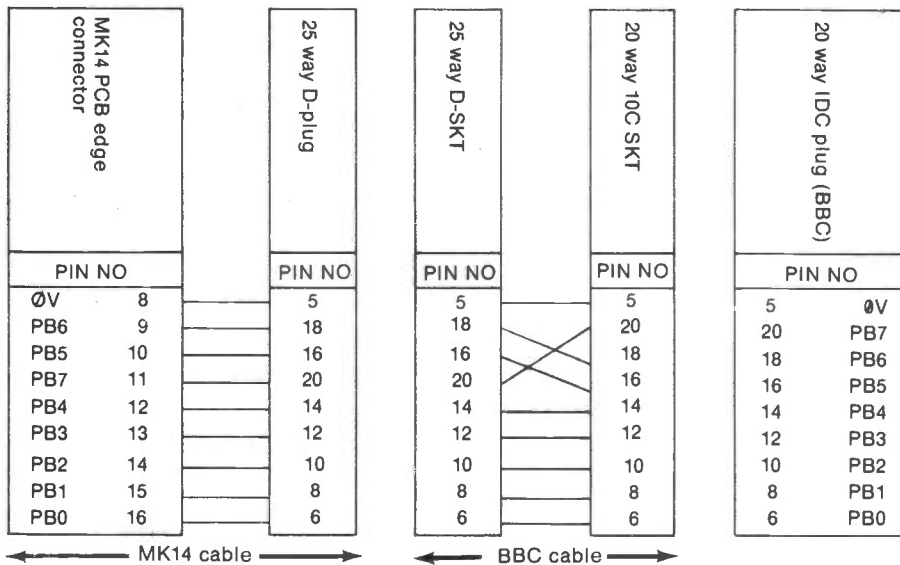 MK14 PCB edge
connector
25 way D-plug
25 way D-SKT
20 way 10C SKT
20 way IDC plug (BBC)
PIN NO
PIN NO
PIN NO
PIN NO
PIN NO
ØV 8 5 5 5 5 ØV
PB6 9 18 18 20 20 PB7
PB5 10 16 16 18 18 PB6
PB7 11 20 20 16 16 PB5
PB4 12 14 14 14 14 PB4
PB3 13 12 12 12 12 PB3
PB2 14 10 10 10 10 PB2
PB1 15 8 8 8 8 PB1
PB0 16 6 6 6 6 PB0
MK14 cable
BBC cable